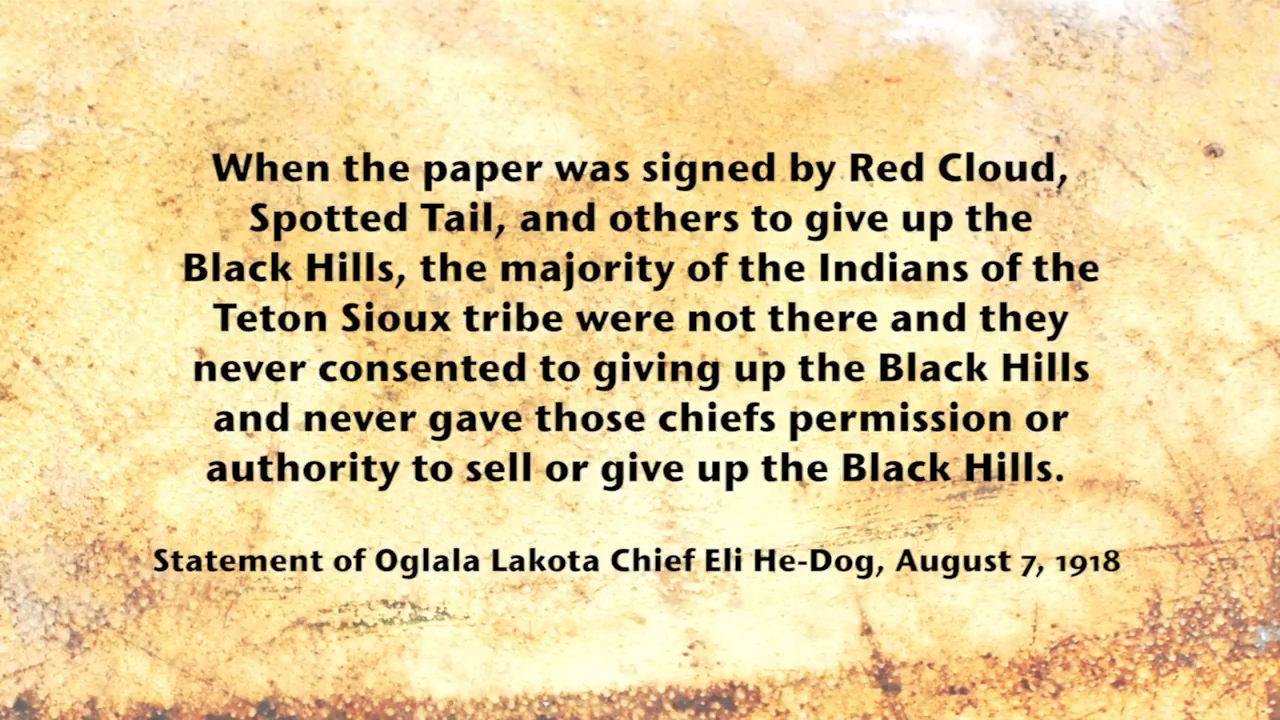 When the paper was signed by Red Cloud,
Spotted Tail, and others to give up the
Black Hills, the majority of the Indians of the
Teton Sioux tribe were not there and they
never consented to giving up the Black Hills
and never gave those chiefs permission or
authority to sell or give up the Black Hills.
Statement of Oglala Lakota Chief Eli He-Dog, August 7, 1918